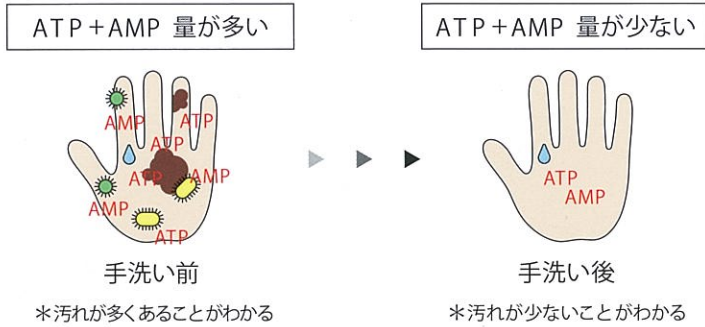 ATP+AMP 量が多い
AMP
ATP
ATP
ATP
AMP
AMP
ATP
手洗い前
＊汚れが多くあることがわかる
ATP+AMP 量が少ない
ATP
AMP
手洗い後
＊汚れが少ないことがわかる